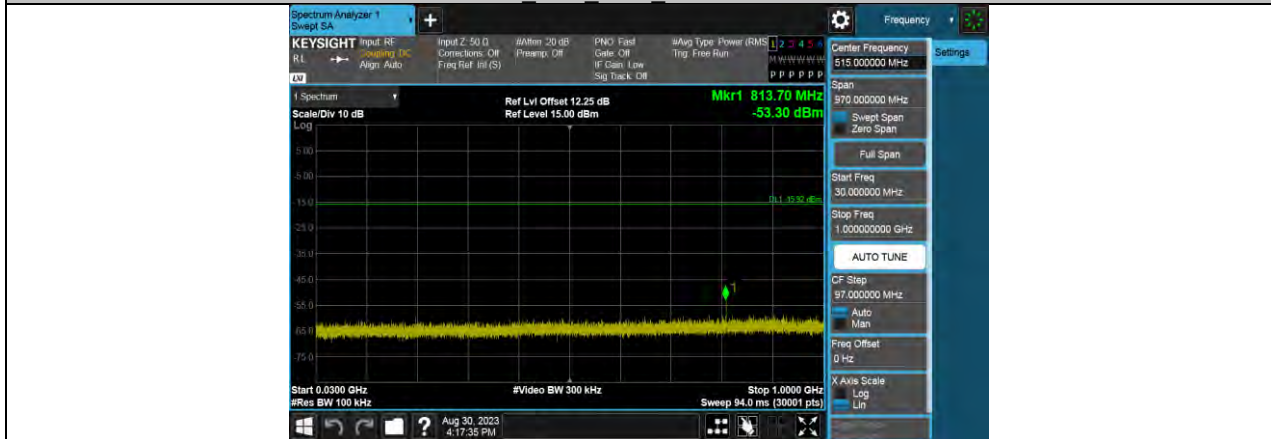 Spectrum Analyzer 1
Swept SA
+
Frequency
KEYSIGHT
Input: RF
Coupling: DC
Align: Auto
RL
LXI
Input Z: 50 Ω
Corrections: Off
Freq Ref: Int (S)
#Atten: 20 dB
Preamp: Off
PNO: Fast
Gate: Off
IF Gain: Low
Sig Track: Off
#Avg Type: Power (RMS
Trig: Free Run
1 2 3 4 5 6
M W W W W W
P P P P P P
Center Frequency
515.000000 MHz
Settings
1 Spectrum
Scale/Div 10 dB
Ref Lvl Offset 12.25 dB
Ref Level 15.00 dBm
Mkr1 813.70 MHz
-53.30 dBm
Log
5.00
-5.00
-15.0
-25.0
-35.0
-45.0
-55.0
-65.0
-75.0
1
Start 0.0300 GHz
#Res BW 100 kHz
#Video BW 300 kHz
Stop 1.0000 GHz
Sweep 94.0 ms (30001 pts)
Span
970.000000 MHz
Swept Span
Zero Span
Full Span
Start Freq
30.000000 MHz
Stop Freq
1.000000000 GHz
AUTO TUNE
CF Step
97.000000 MHz
Auto
Man
Freq Offset
0 Hz
X Axis Scale
Log
Lin
?
Aug 30, 2023
4:17:35 PM